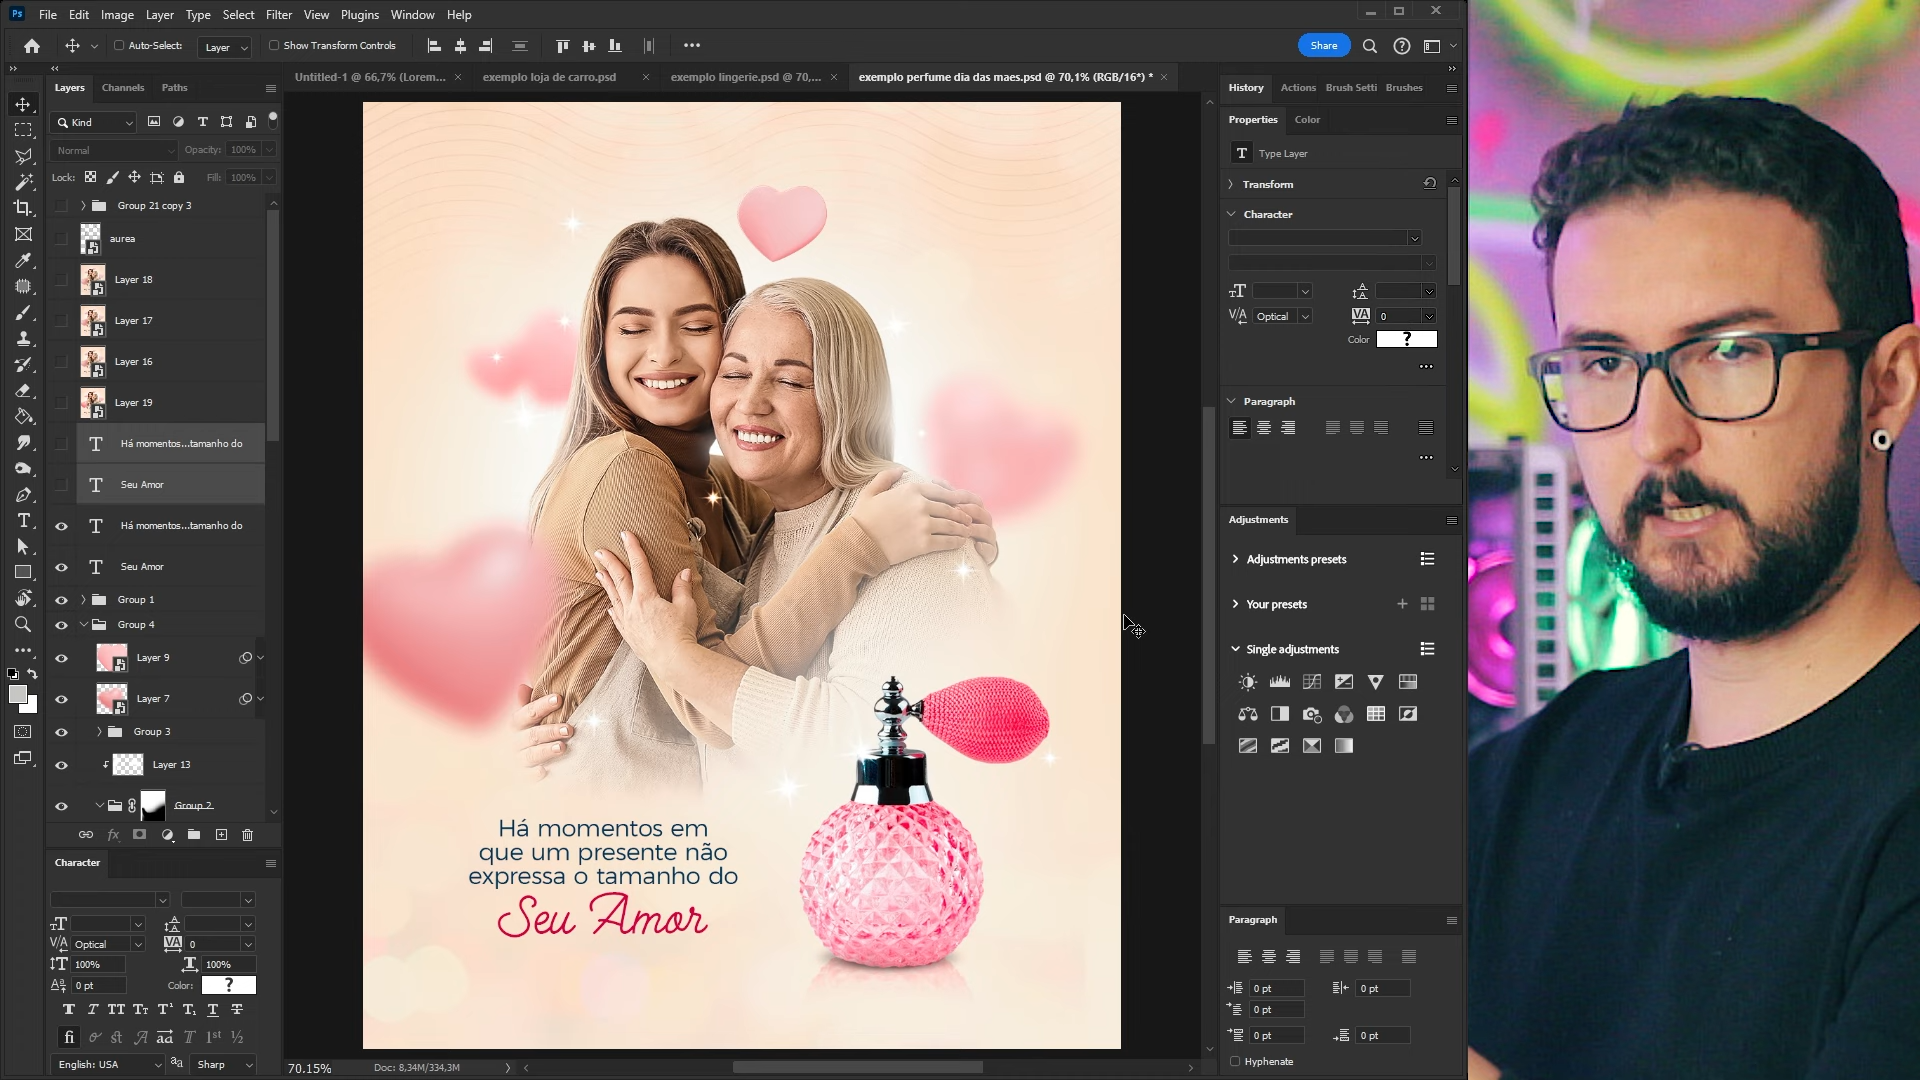 Ps File Edit Image Layer Type Select Filter View Plugins Window Help
Auto-Select: Layer Show Transform Controls Share
Untitled-1 @ 66,7% (Lorem... × exemplo loja de carro.psd × exemplo lingerie.psd @ 70,... × exemplo perfume dia das maes.psd @ 70,1% (RGB/16*) * ×
Layers Channels Paths
Kind
Normal Opacity: 100%
Lock: Fill: 100%
Group 21 copy 3
aurea
Layer 18
Layer 17
Layer 16
Layer 19
Há momentos...tamanho do
Seu Amor
Há momentos...tamanho do
Seu Amor
Group 1
Group 4
Layer 9
Layer 7
Group 3
Layer 13
Group 2
Character
Optical 0
100% 100%
0 pt Color: ?
English: USA aa Sharp
Há momentos em
que um presente não
expressa o tamanho do
Seu Amor
70.15% Doc: 8,34M/334,3M
History Actions Brush Setti Brushes
Properties Color
T Type Layer
Transform
Character
Optical 0
Color ?
Paragraph
Adjustments
Adjustments presets
Your presets
Single adjustments
Paragraph
0 pt 0 pt
0 pt
0 pt 0 pt
Hyphenate